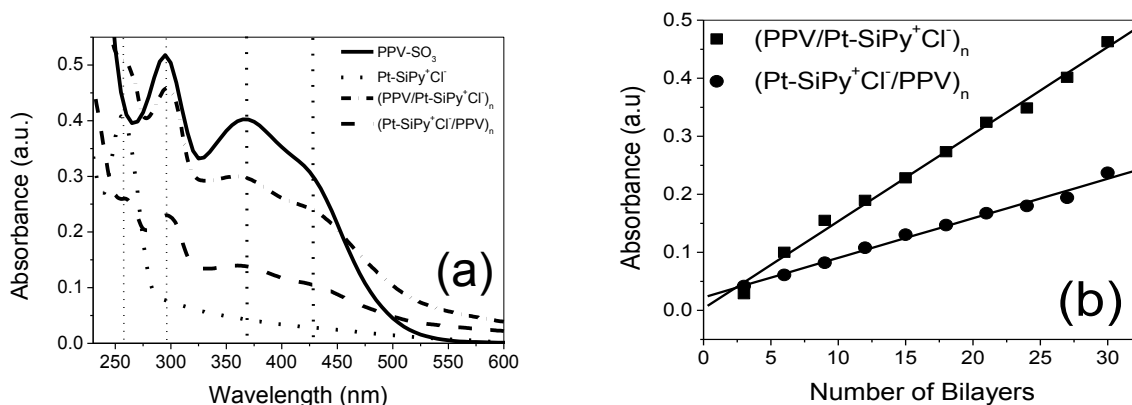 PPV-SO₃
Pt-SiPy⁺Cl⁻
(PPV/Pt-SiPy⁺Cl⁻)ₙ
(Pt-SiPy⁺Cl⁻/PPV)ₙ
0.5
0.4
0.3
0.2
0.1
0.0
250 300 350 400 450 500 550 600
Absorbance (a.u.)
Wavelength (nm)
(a)
(PPV/Pt-SiPy⁺Cl⁻)ₙ
(Pt-SiPy⁺Cl⁻/PPV)ₙ
0.5
0.4
0.3
0.2
0.1
0.0
0 5 10 15 20 25 30
Absorbance (a.u)
Number of Bilayers
(b)